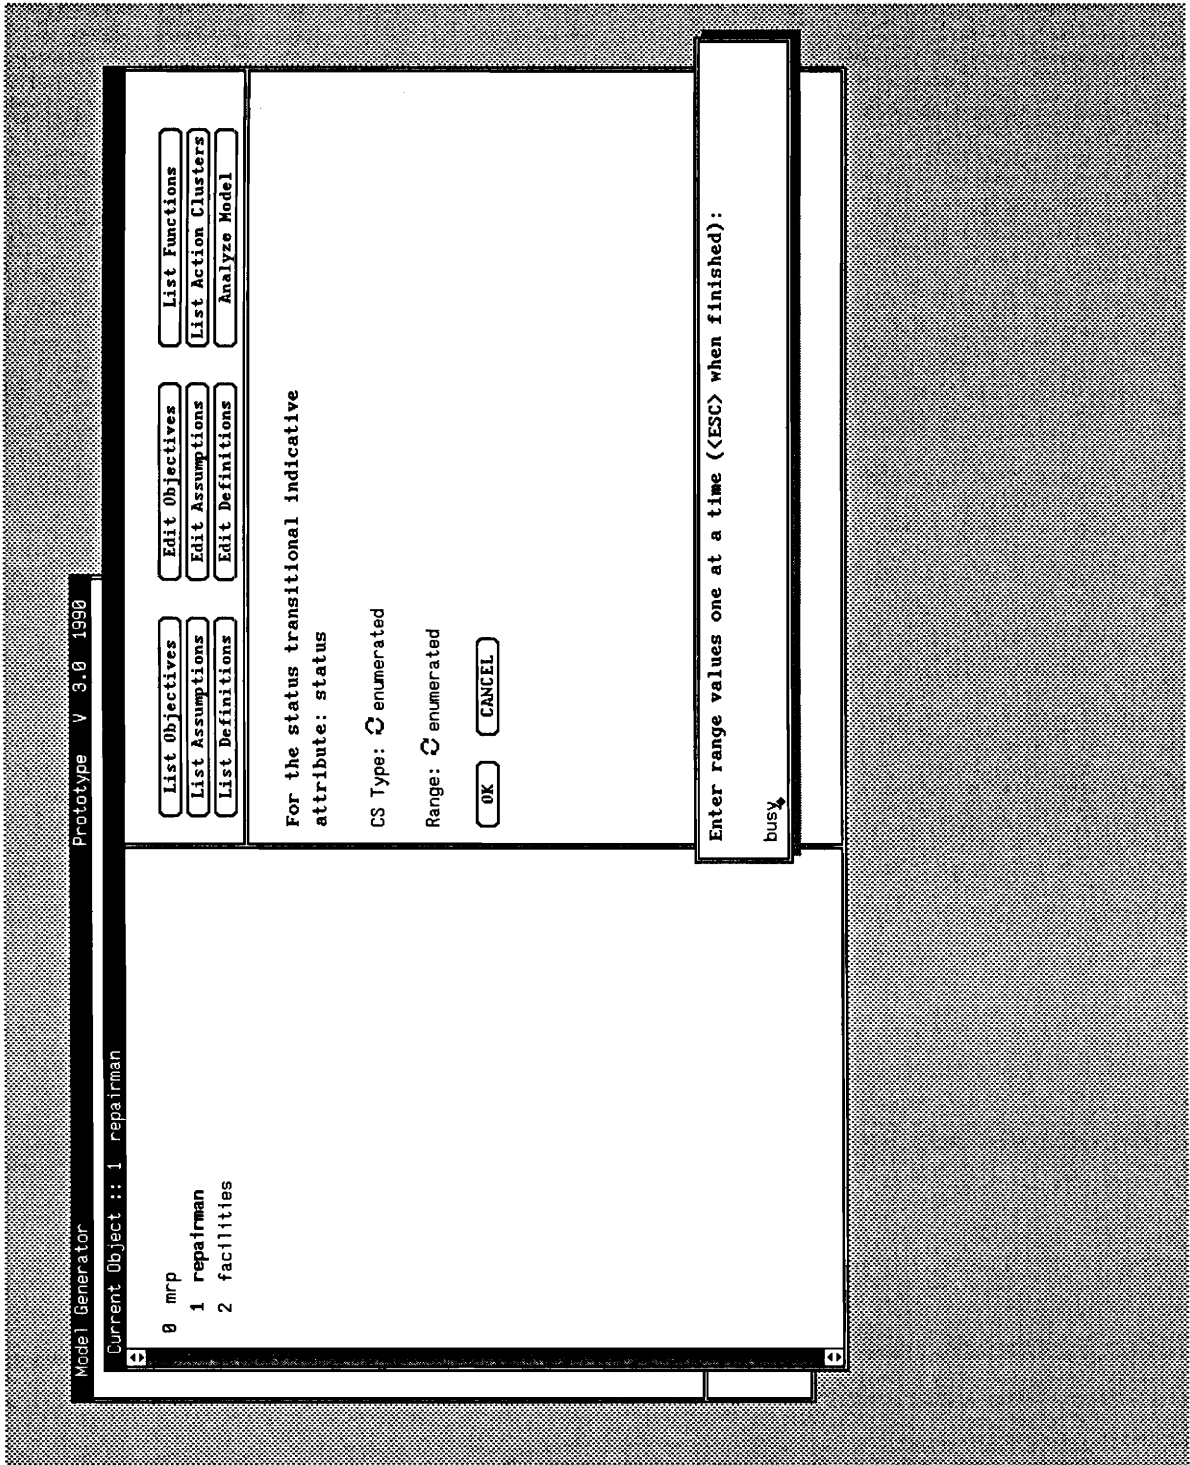 Model Generator Prototype V 3.0 1990
Current Object :: 1 repairman
0 mrp
1 repairman
2 facilities
List Objectives Edit Objectives List Functions
List Assumptions Edit Assumptions List Action Clusters
List Definitions Edit Definitions Analyze Model
For the status transitional indicative
attribute: status
CS Type: enumerated
Range: enumerated
OK CANCEL
Enter range values one at a time (<ESC> when finished):
busy